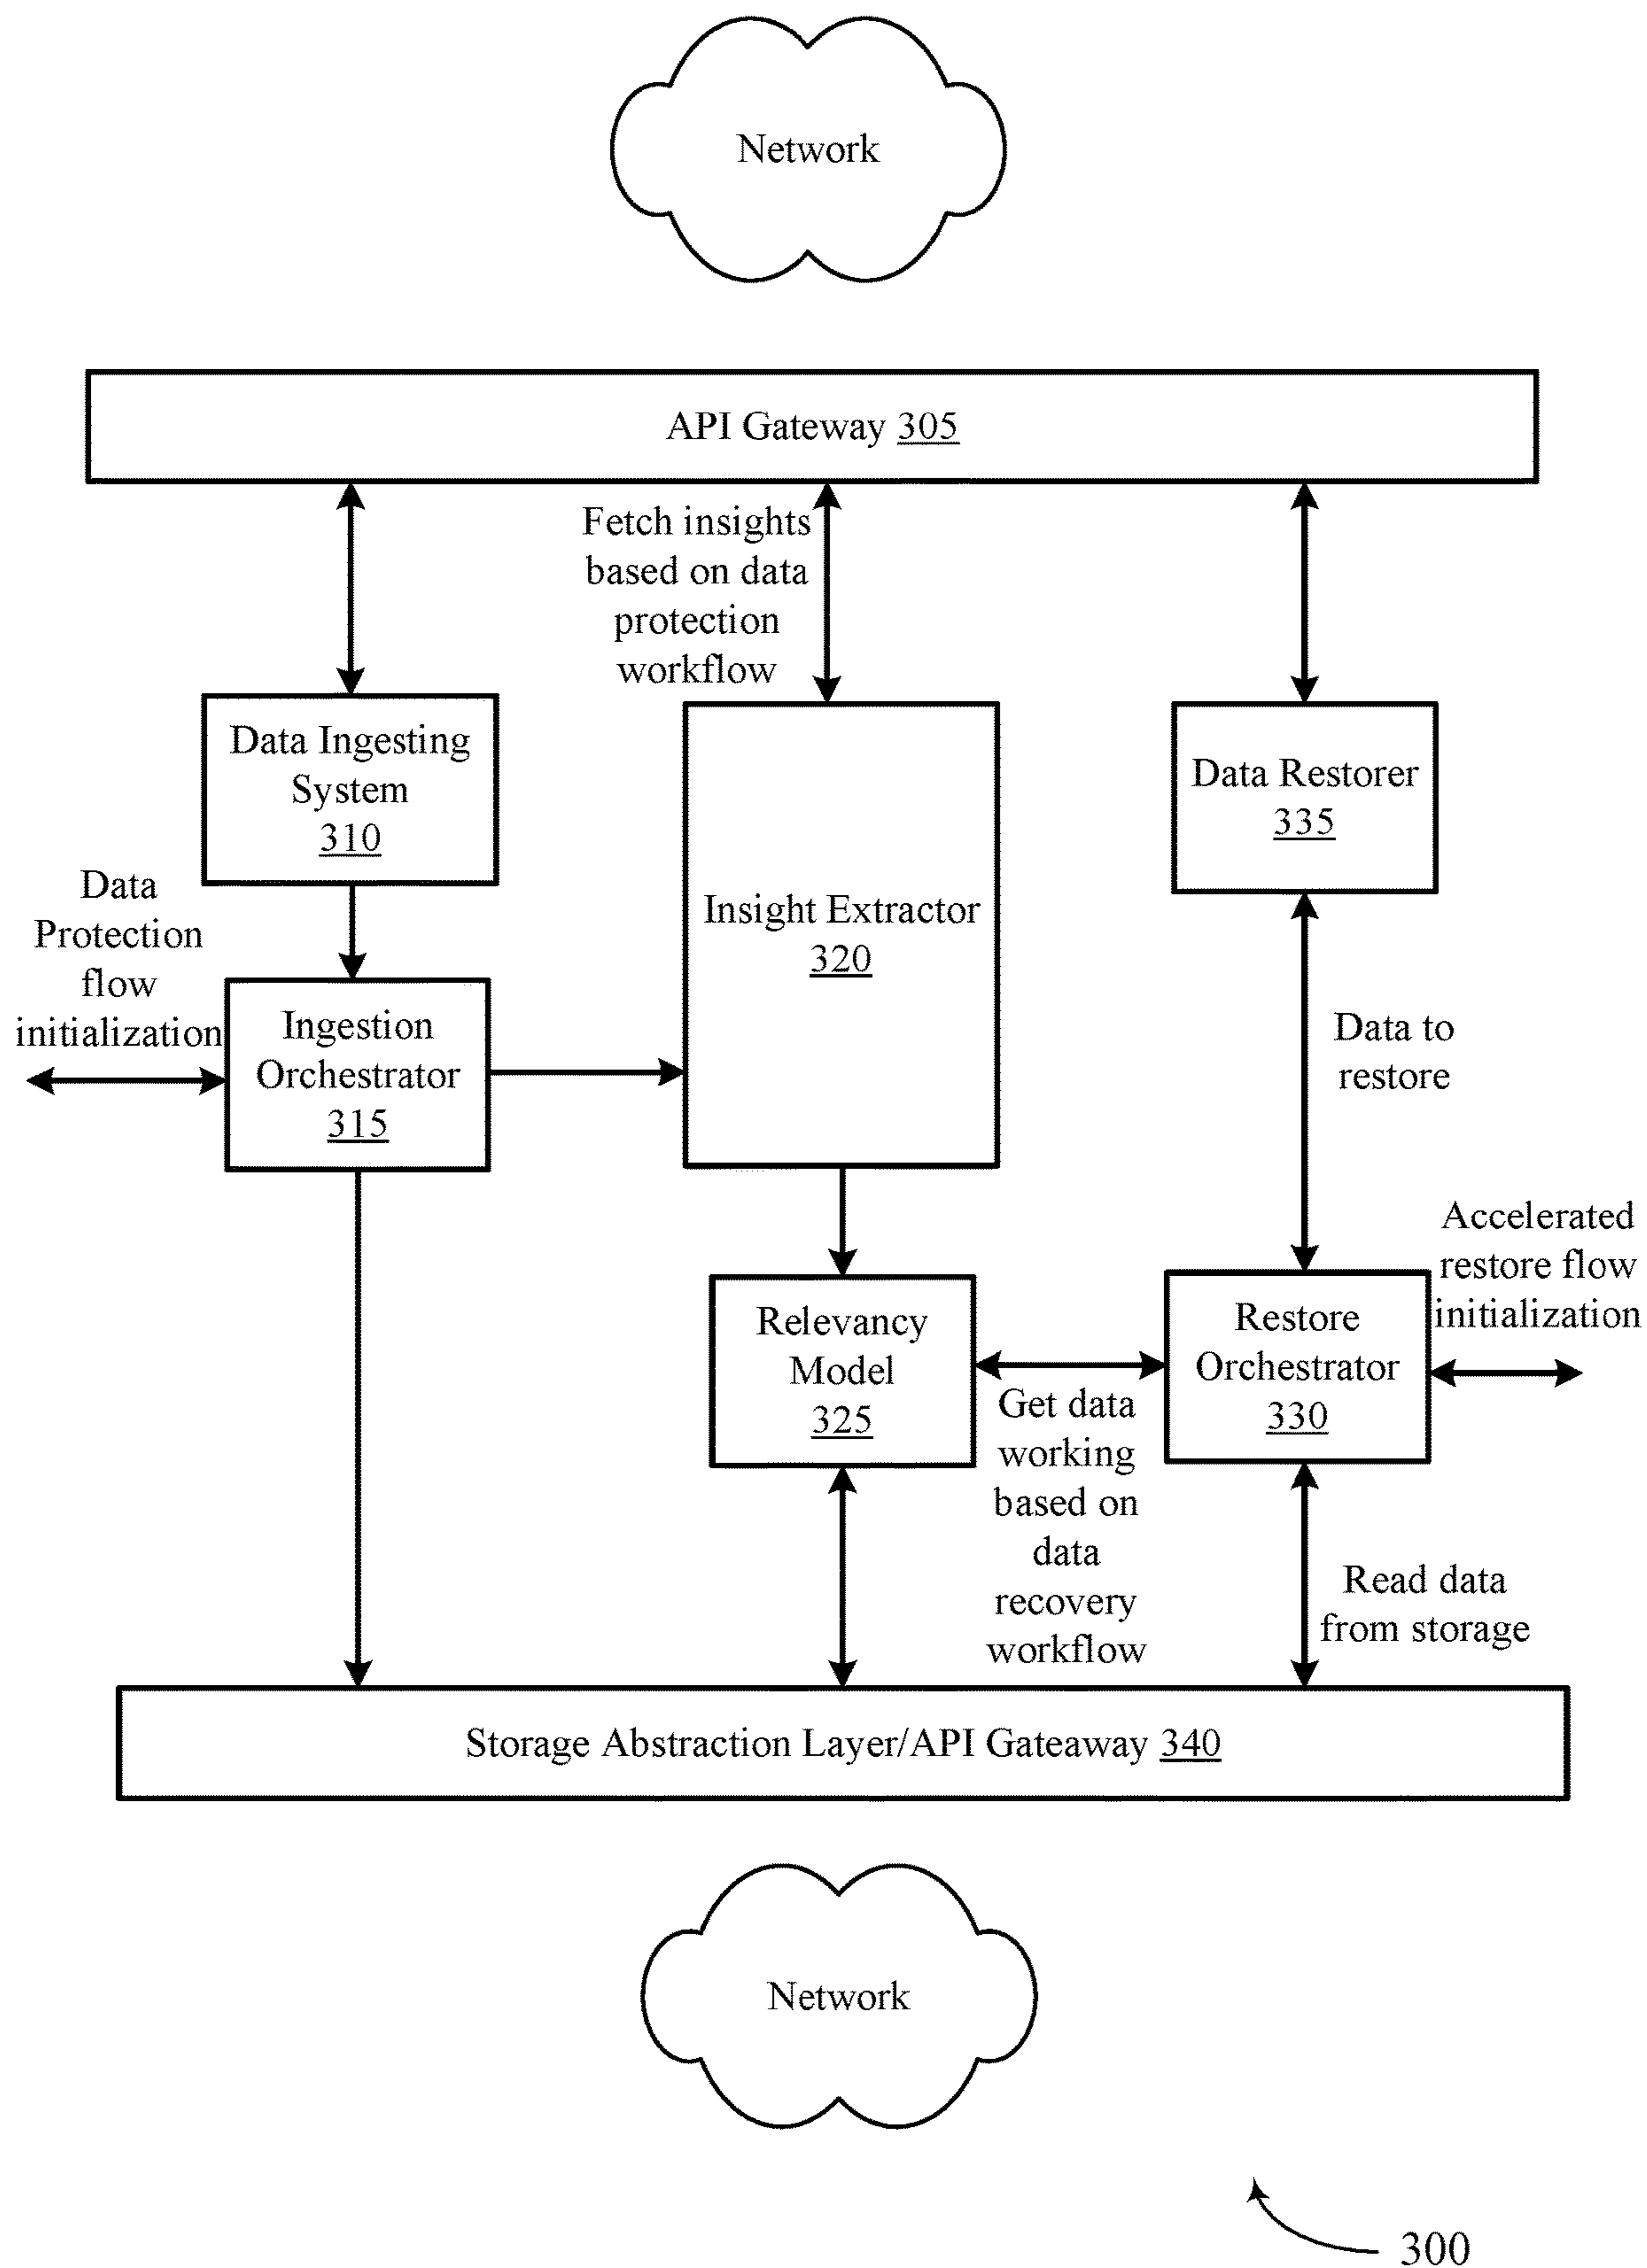 Network
API Gateway 305
Fetch insights
based on data
protection
workflow
Data Ingesting
System
310
Data Restorer
335
Data
Protection
flow
initialization
Insight Extractor
320
Ingestion
Orchestrator
315
Data to
restore
Accelerated
restore flow
initialization
Relevancy
Model
325
Restore
Orchestrator
330
Get data
working
based on
data
recovery
workflow
Read data
from storage
Storage Abstraction Layer/API Gateaway 340
Network
300